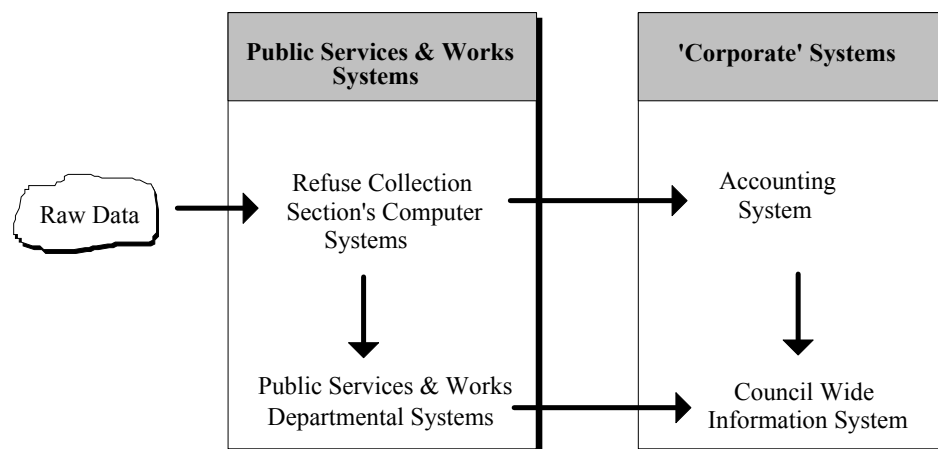 Public Services & Works
Systems
'Corporate' Systems
Raw Data
Refuse Collection
Section's Computer
Systems
Accounting
System
Public Services & Works
Departmental Systems
Council Wide
Information System